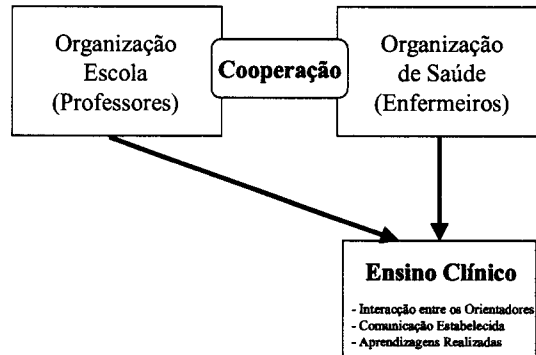 Organização
Escola
(Professores)
Cooperação
Organização
de Saúde
(Enfermeiros)
Ensino Clínico
- Interacção entre os Orientadores
- Comunicação Estabelecida
- Aprendizagens Realizadas